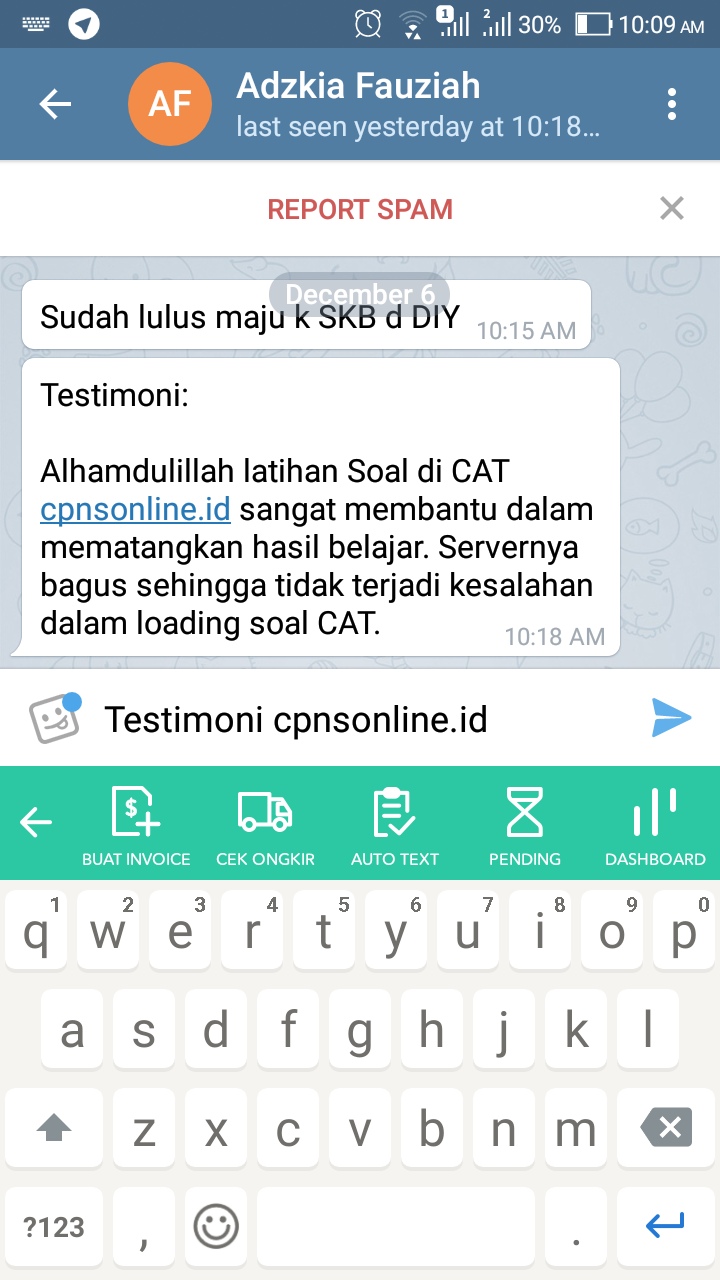 1 2 30% 10:09 AM
AF
Adzkia Fauziah
last seen yesterday at 10:18...
REPORT SPAM
December 6
Sudah lulus maju k SKB d DIY 10:15 AM
Testimoni:
Alhamdulillah latihan Soal di CAT
cpnsonline.id sangat membantu dalam
mematangkan hasil belajar. Servernya
bagus sehingga tidak terjadi kesalahan
dalam loading soal CAT. 10:18 AM
Testimoni cpnsonline.id
BUAT INVOICE CEK ONGKIR AUTO TEXT PENDING DASHBOARD
1 2 3 4 5 6 7 8 9 0
q w e r t y u i o p
a s d f g h j k l
z x c v b n m
?123 , .